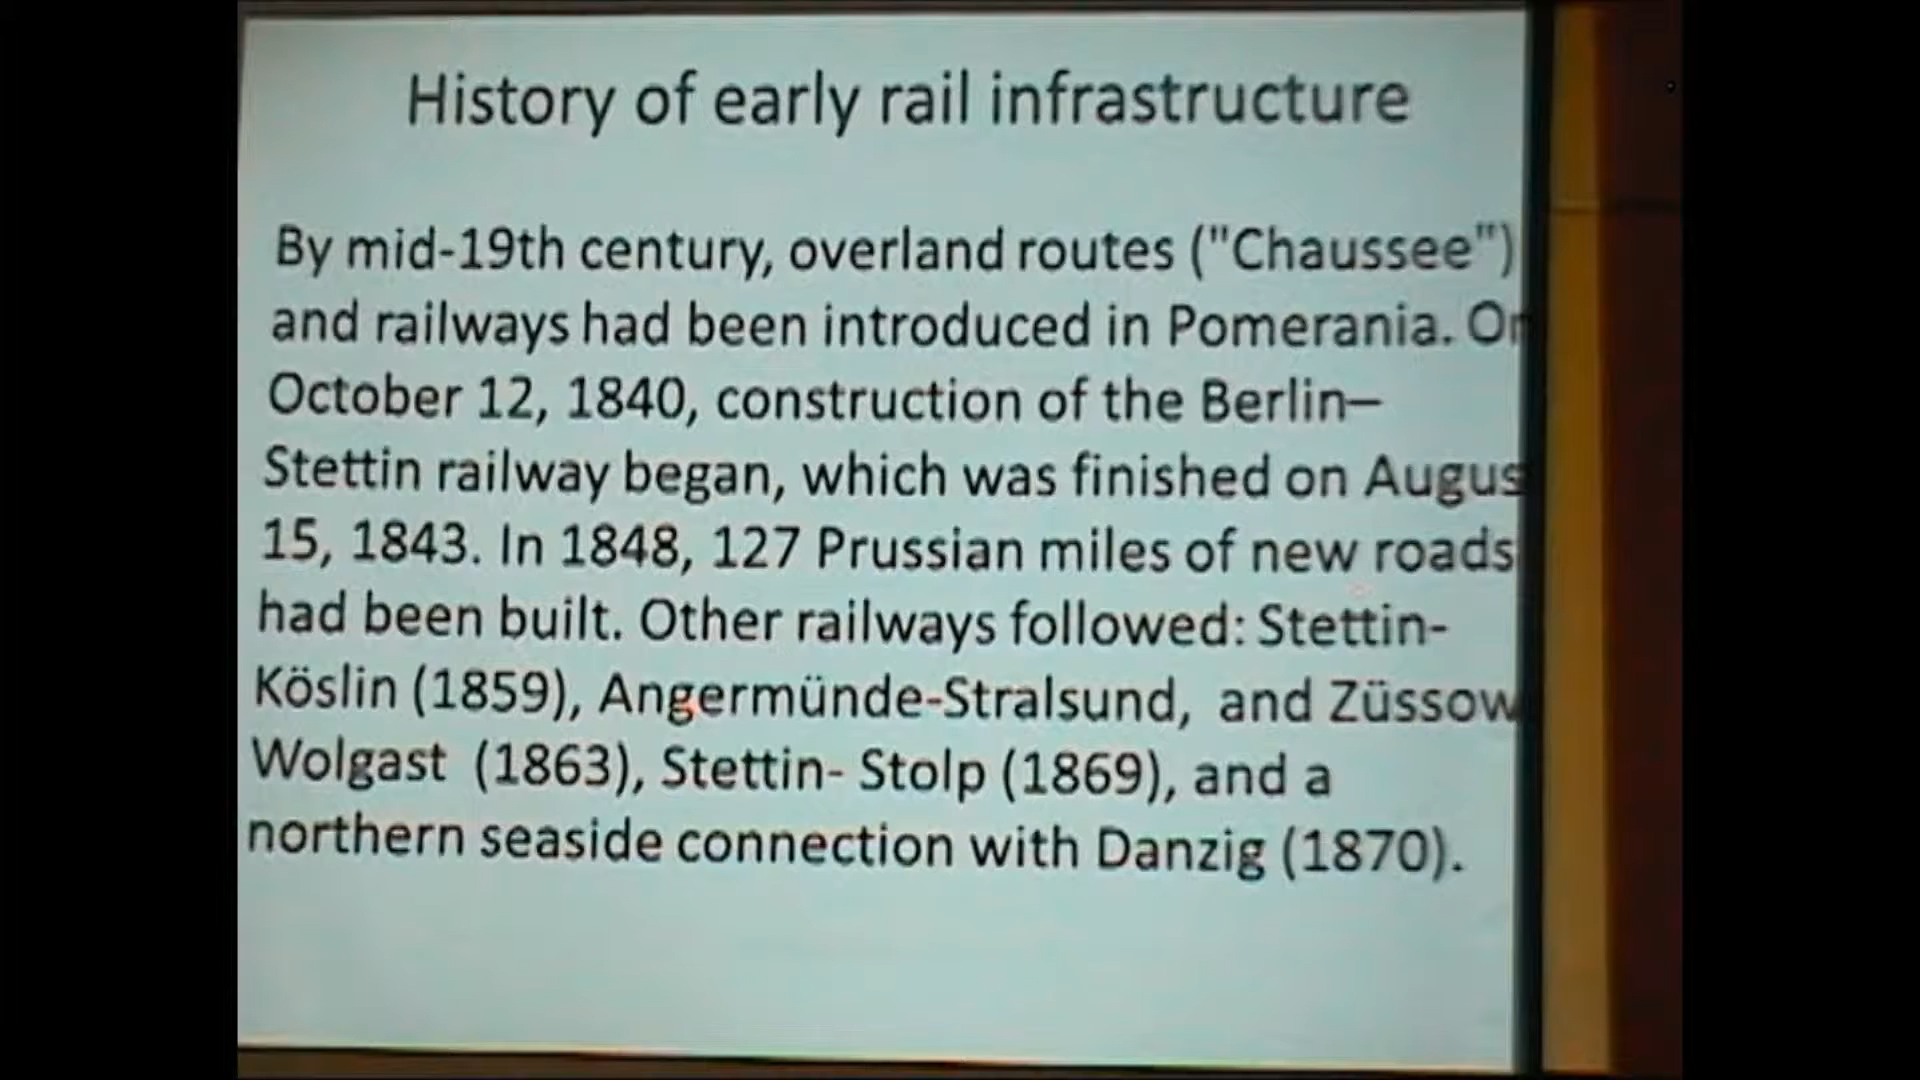 History of early rail infrastructure
By mid-19th century, overland routes ("Chaussee")
and railways had been introduced in Pomerania. On
October 12, 1840, construction of the Berlin–
Stettin railway began, which was finished on Augus
15, 1843. In 1848, 127 Prussian miles of new roads
had been built. Other railways followed: Stettin-
Köslin (1859), Angermünde-Stralsund, and Züssow
Wolgast (1863), Stettin- Stolp (1869), and a
northern seaside connection with Danzig (1870).